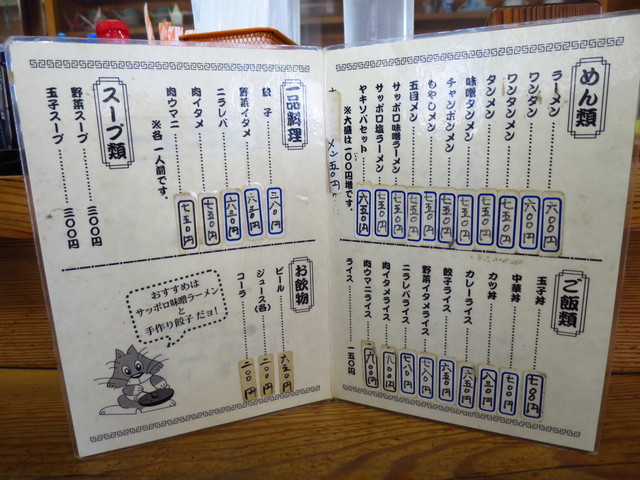 めん類
ラーメン…………六〇〇円
ワンタン…………六〇〇円
ワンタンメン………七五〇円
タンメン…………七五〇円
味噌タンメン………七五〇円
チャンポンメン………七五〇円
もやしメン………七五〇円
五目メン…………七五〇円
サッポロ味噌ラーメン…七五〇円
サッポロ塩ラーメン……七五〇円
ヤキソバセット………六五〇円
※大盛は一〇〇円増です。
メン五〇円
ご飯類
玉子丼…………七〇〇円
中華丼…………七〇〇円
カツ丼…………八三〇円
カレーライス………六五〇円
餃子ライス………六五〇円
野菜イタメライス……七八〇円
ニラレバライス………
肉イタメライス………八〇〇円
肉ウマニライス………
ライス…………一五〇円
一品料理
餃子…………三八〇円
野菜イタメ………六三〇円
ニラレバ………六三〇円
肉イタメ………七五〇円
肉ウマニ………七五〇円
※各一人前です。
スープ類
野菜スープ………三〇〇円
玉子スープ………三〇〇円
お飲物
ビール…………六五〇円
ジュース(各)………二〇〇円
コーラ…………二〇〇円
おすすめは
サッポロ味噌ラーメン
と
手作り餃子だョ!